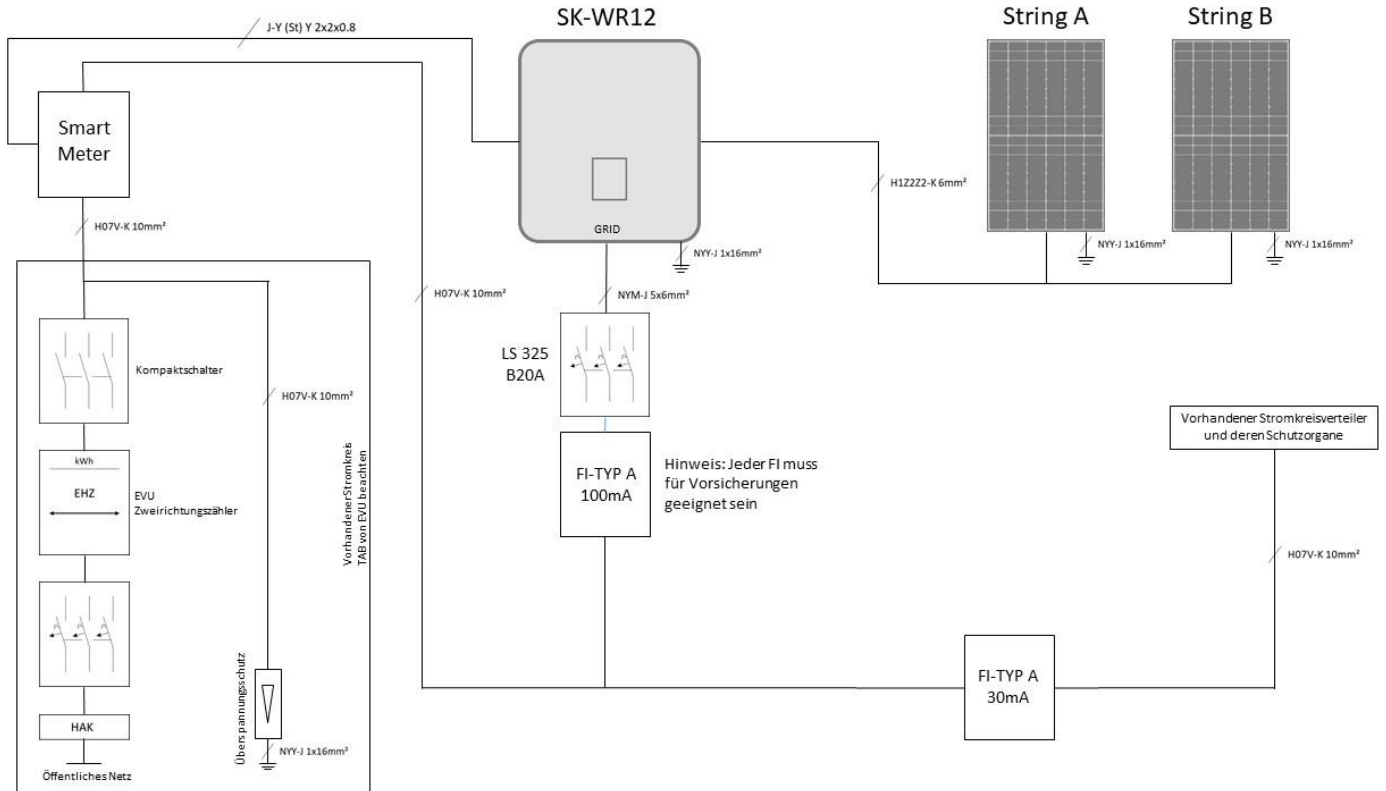 SK-WR12
String A
String B
J-Y (St) Y 2x2x0.8
Smart
Meter
H1Z2Z2-K 6mm²
GRID
H07V-K 10mm²
NYY-J 1x16mm²
NYY-J 1x16mm²
NYY-J 1x16mm²
H07V-K 10mm²
NYM-J 5x6mm²
LS 325
B20A
Kompaktschalter
H07V-K 10mm²
Vorhandener Stromkreisverteiler
und deren Schutzorgane
kWh
EHZ
EVU
Zweirichtungszähler
Vorhandener Stromkreis
TAB von EVU beachten
FI-TYP A
100mA
Hinweis: Jeder FI muss
für Vorsicherungen
geeignet sein
H07V-K 10mm²
FI-TYP A
30mA
HAK
Überspannungsschutz
NYY-J 1x16mm²
Öffentliches Netz